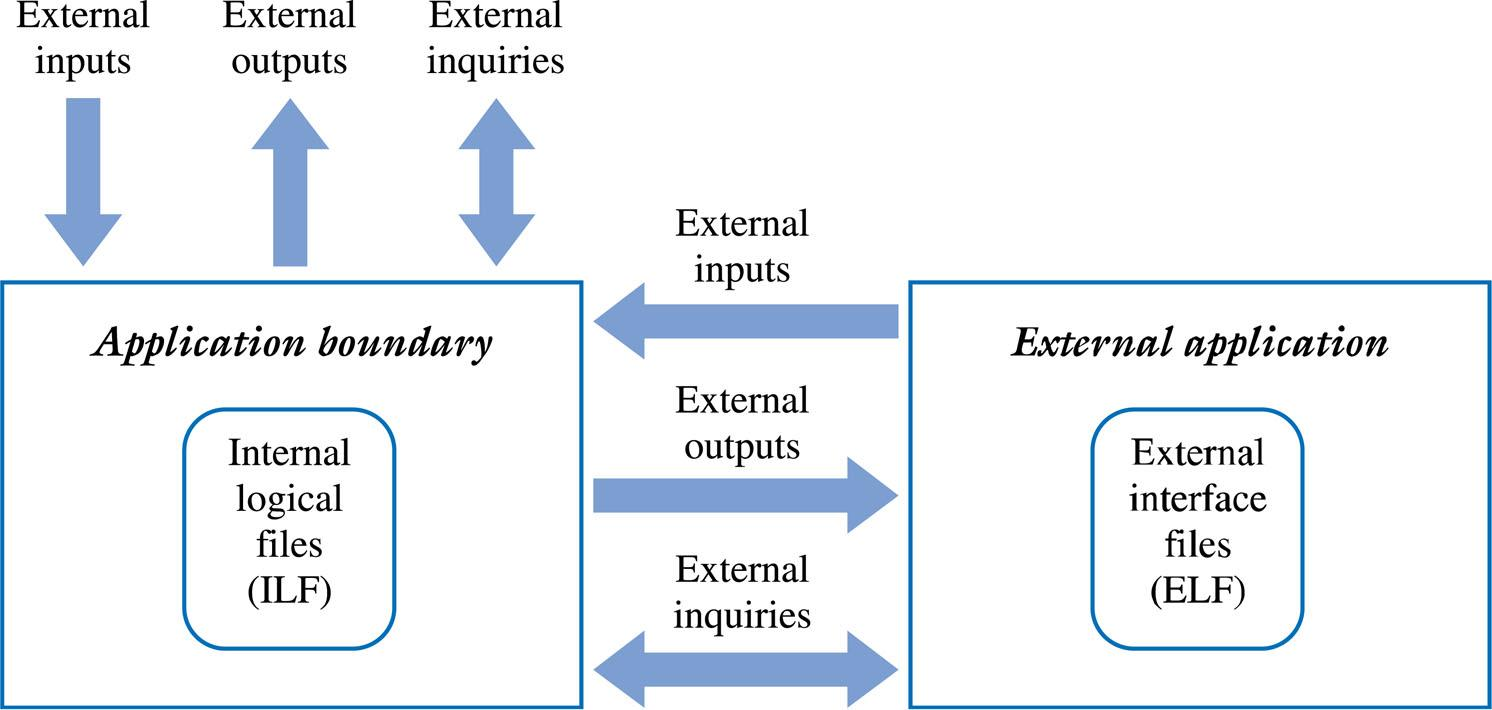 External
inputs
External
outputs
External
inquiries
External
inputs
Application boundary
External application
External
outputs
Internal
logical
files
(ILF)
External
interface
files
(ELF)
External
inquiries